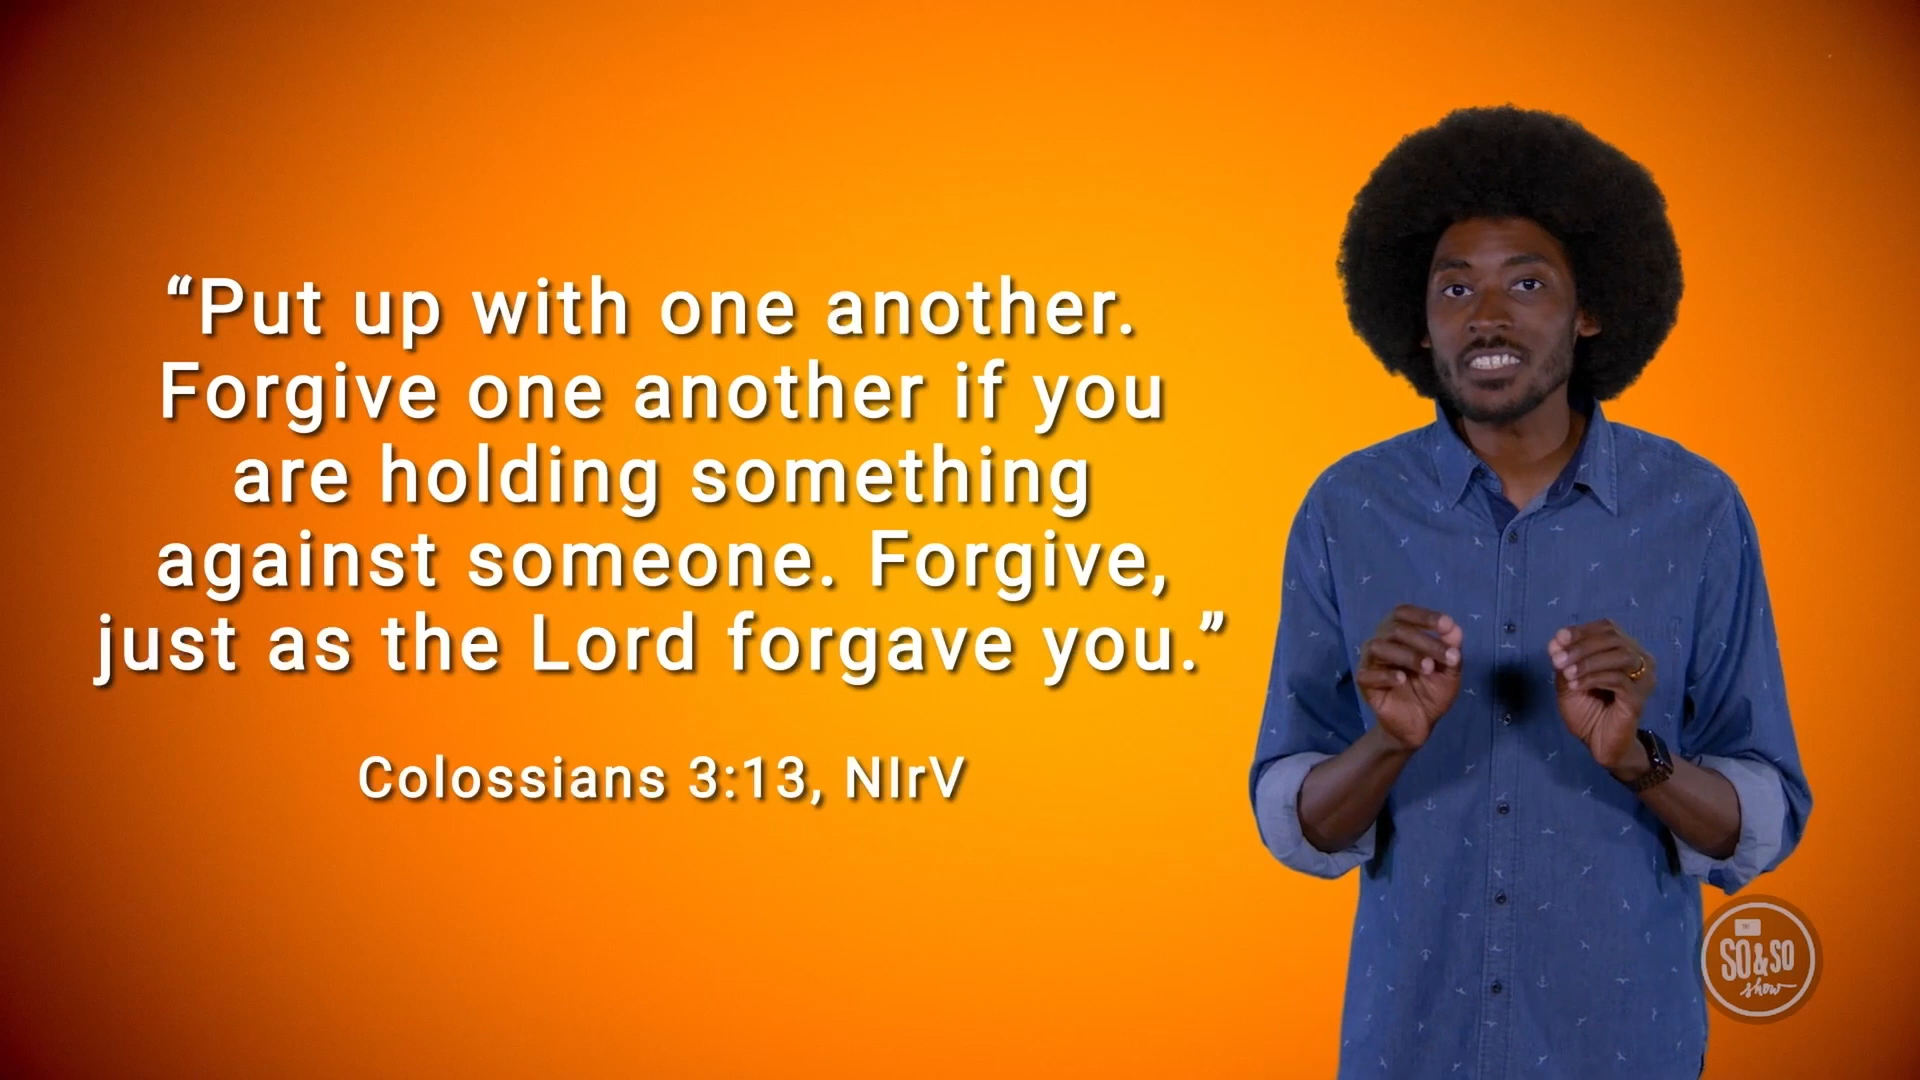 “Put up with one another.
Forgive one another if you
are holding something
against someone. Forgive,
just as the Lord forgave you.”
Colossians 3:13, NIrV
SO & SO
show